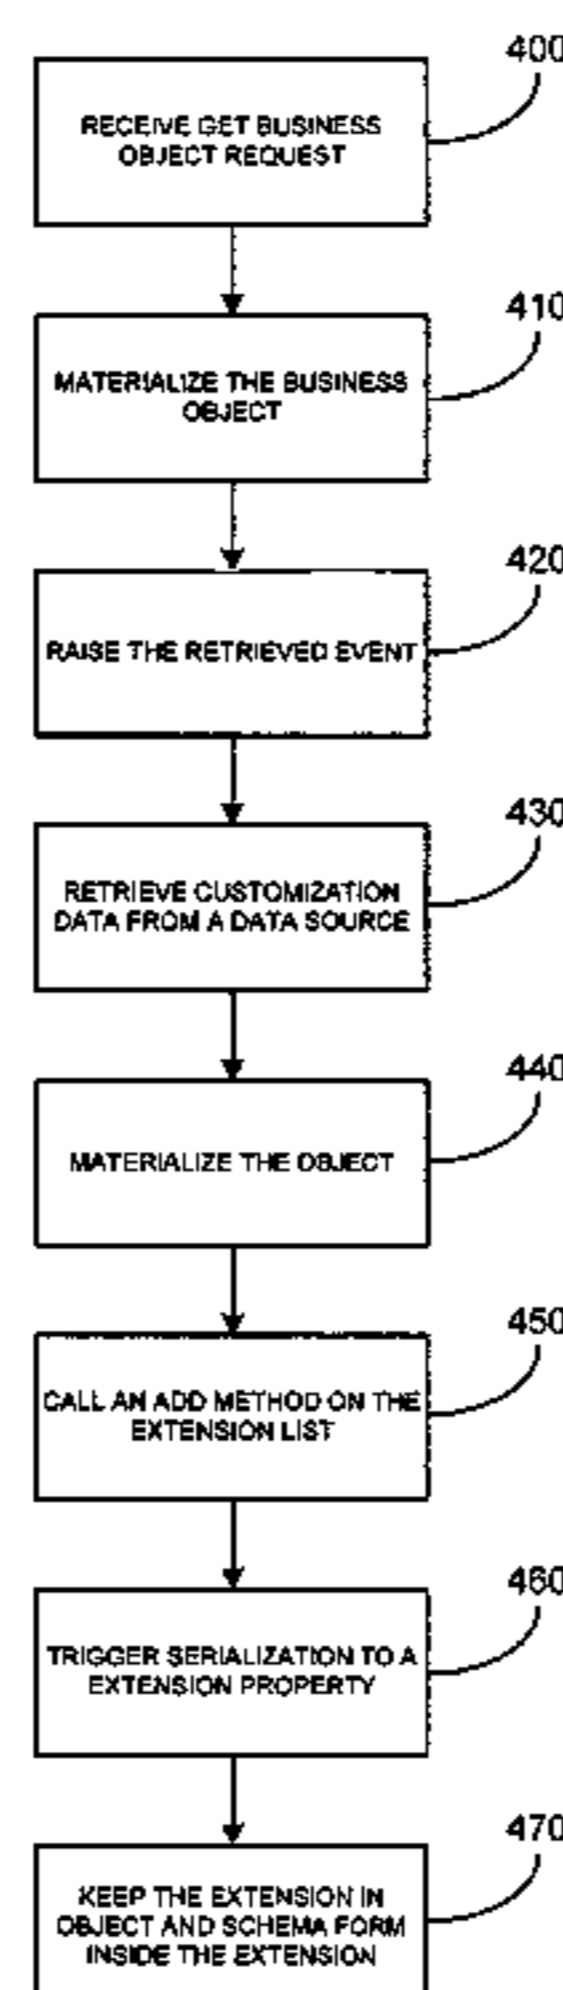 400
RECEIVE GET BUSINESS
OBJECT REQUEST
410
MATERIALIZE THE BUSINESS
OBJECT
420
RAISE THE RETRIEVED EVENT
430
RETRIEVE CUSTOMIZATION
DATA FROM A DATA SOURCE
440
MATERIALIZE THE OBJECT
450
CALL AN ADD METHOD ON THE
EXTENSION LIST
460
TRIGGER SERIALIZATION TO A
EXTENSION PROPERTY
470
KEEP THE EXTENSION IN
OBJECT AND SCHEMA FORM
INSIDE THE EXTENSION